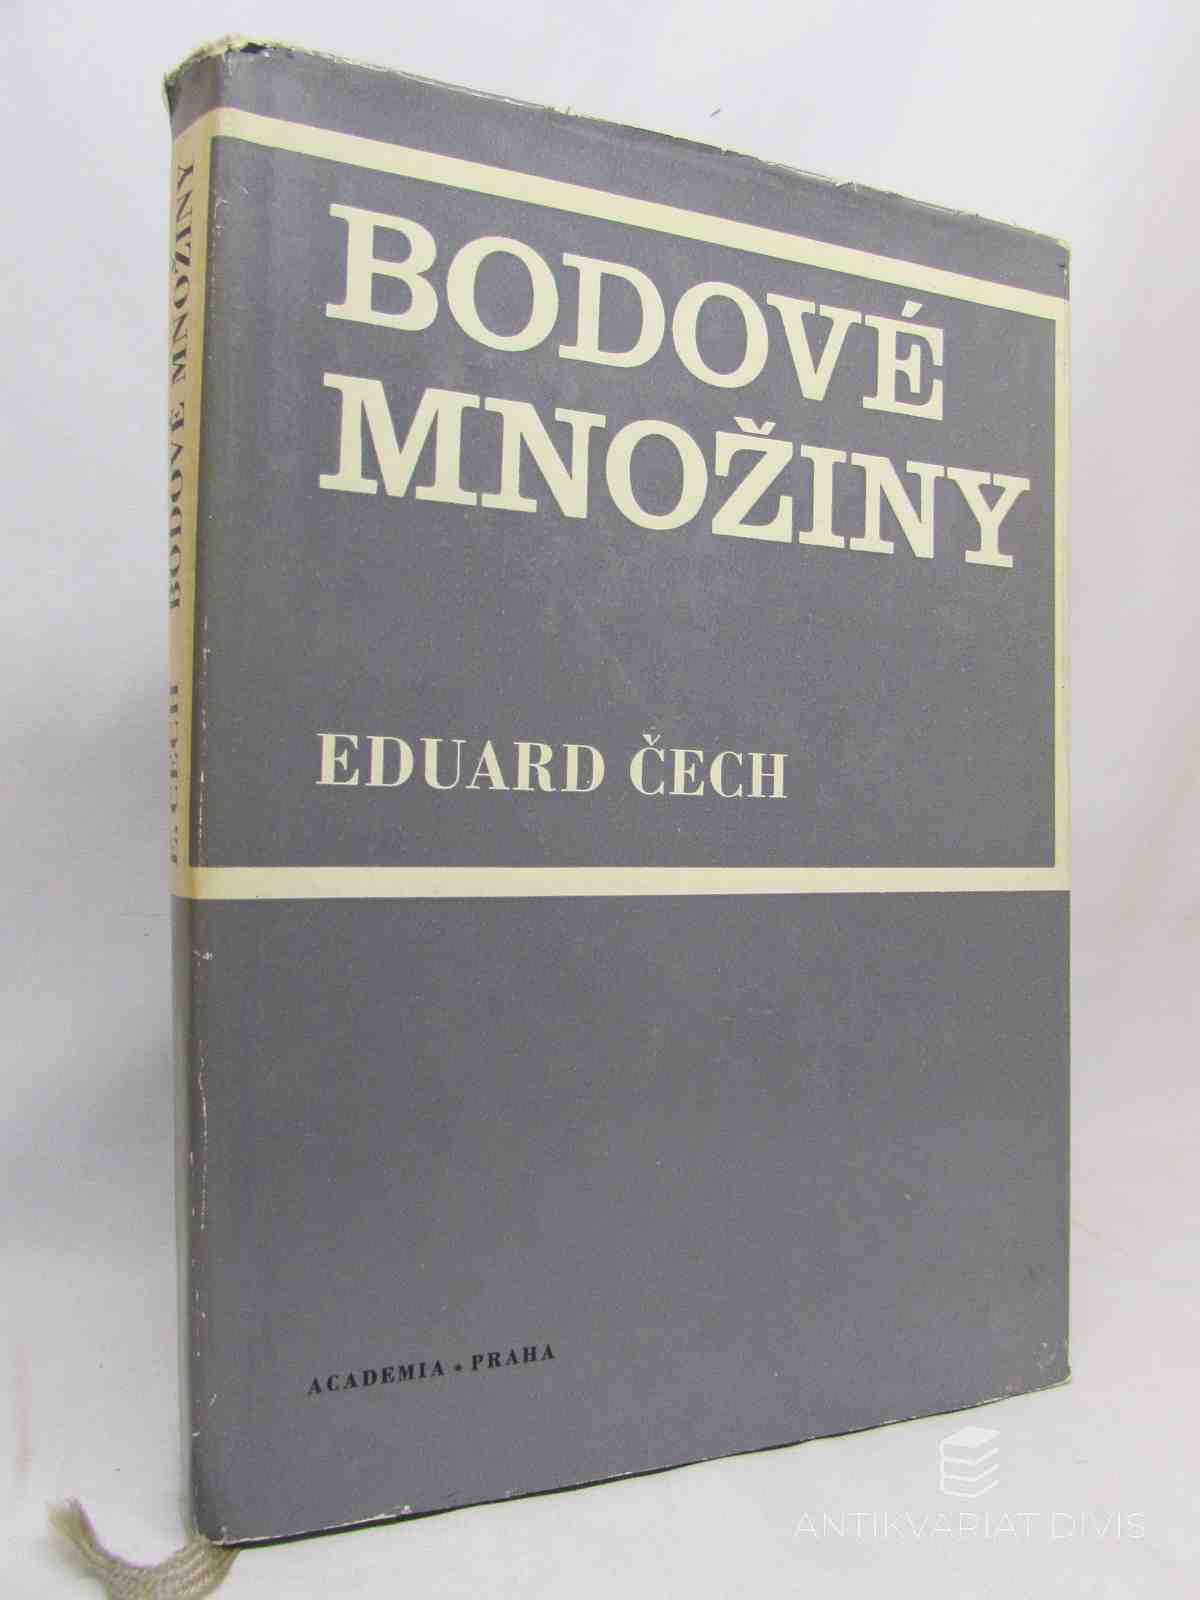 BODOVÉ
MNOŽINY
EDUARD ČECH
ACADEMIA • PRAHA
E. ČECH BODOVÉ MNOŽINY
ANTIKVARIAT DIVIS